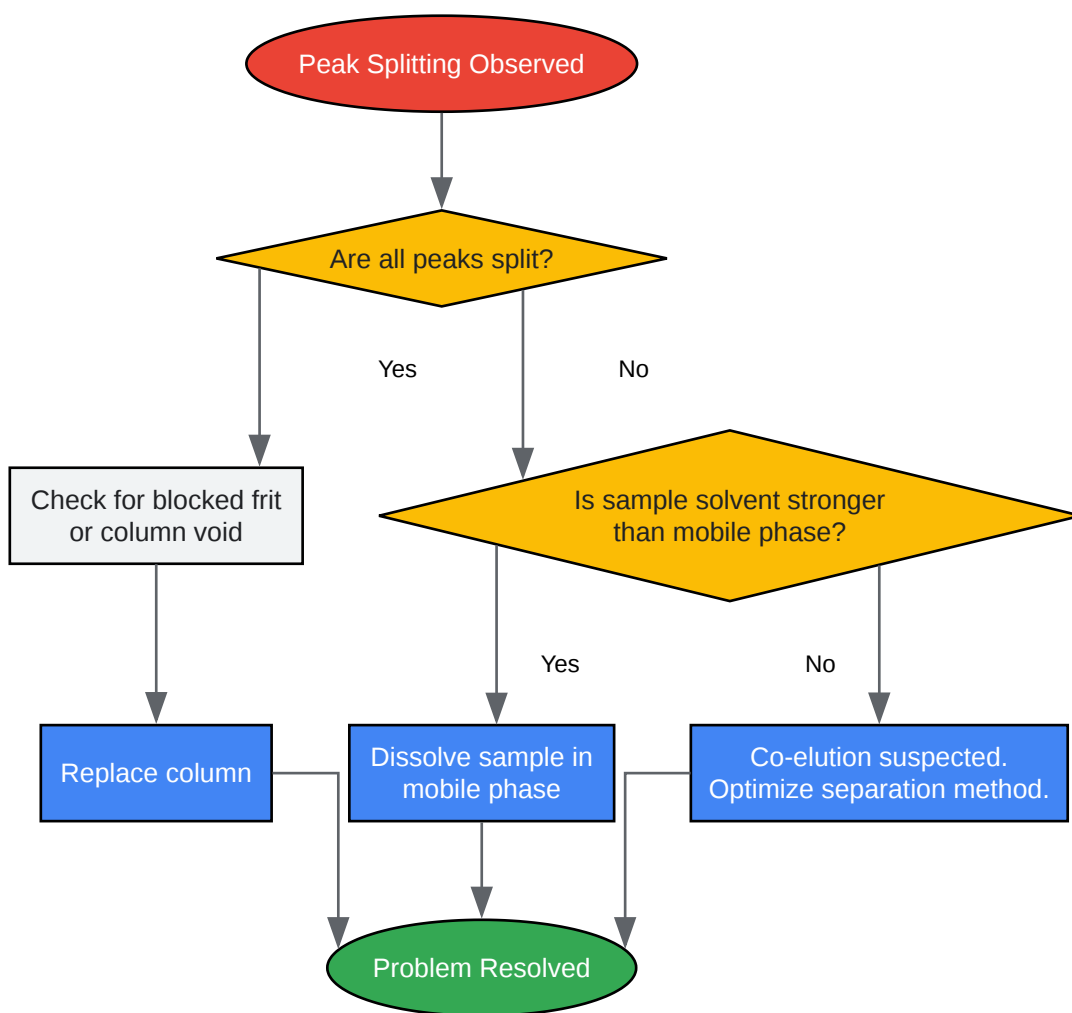 Peak Splitting Observed
Are all peaks split?
Yes
No
Check for blocked frit
or column void
Is sample solvent stronger
than mobile phase?
Yes
No
Replace column
Dissolve sample in
mobile phase
Co-elution suspected.
Optimize separation method.
Problem Resolved